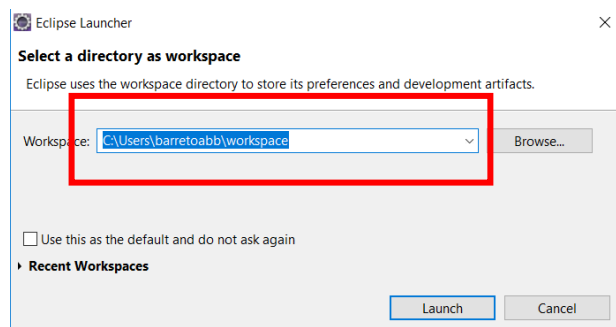 Eclipse Launcher
Select a directory as workspace
Eclipse uses the workspace directory to store its preferences and development artifacts.
Workspace: C:\Users\barretoabb\workspace Browse...
Use this as the default and do not ask again
Recent Workspaces
Launch Cancel